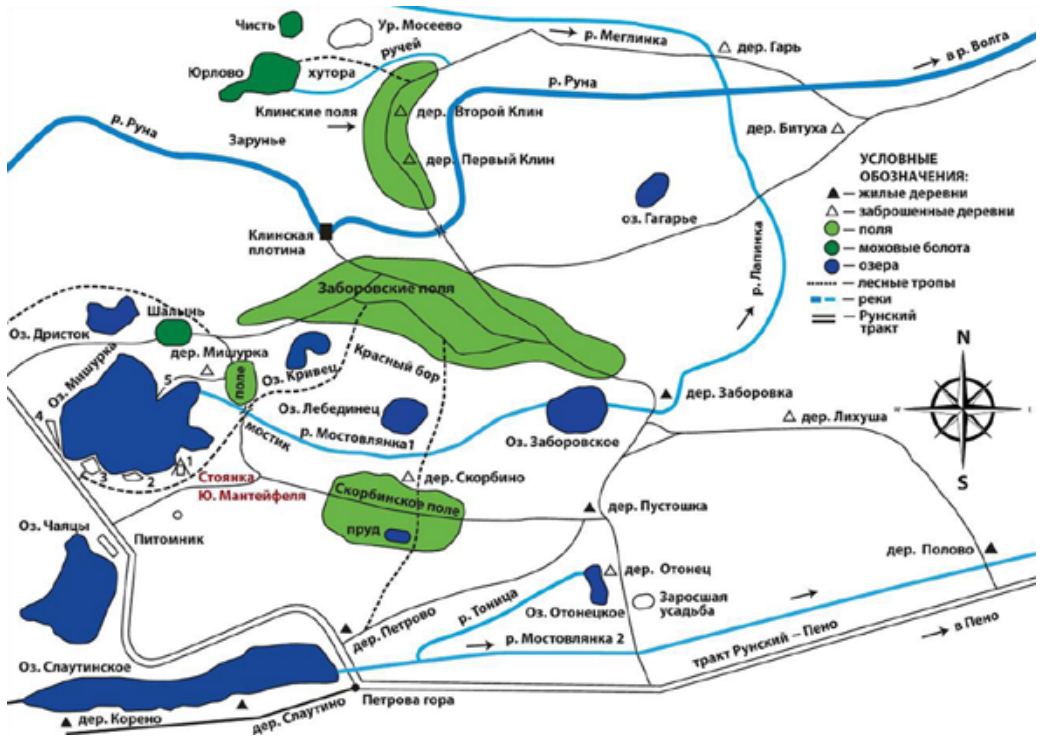 Чисть
Ур. Мосеево
Юрлово
хутора
ручей
р. Меглинка
дер. Гарь
в р. Волга
р. Руна
р. Руна
Клинские поля
дер. Второй Клин
Зарунье
дер. Первый Клин
дер. Битуха
оз. Гагарье
Клинская
плотина
р. Лапинка
УСЛОВНЫЕ
ОБОЗНАЧЕНИЯ:
– жилые деревни
– заброшенные деревни
– поля
– моховые болота
– озера
– лесные тропы
– реки
– Рунский
тракт
Заборовские поля
Оз. Дристок
Шалынь
дер. Мишурка
Оз. Мишурка
5
поле
Оз. Кривец
Красный бор
Оз. Лебединец
мостик
р. Мостовлянка1
Оз. Заборовское
дер. Заборовка
дер. Лихуша
N
W
E
S
4
3
2
1
Стоянка
Ю. Мантейфеля
дер. Скорбино
Скорбинское поле
пруд
дер. Пустошка
Оз. Чаяцы
Питомник
дер. Полово
дер. Отонец
Оз. Отонецкое
Заросшая
усадьба
р. Тоница
дер. Петрово
р. Мостовлянка 2
тракт Рунский – Пено
в Пено
Оз. Слаутинское
Петрова гора
дер. Корено
дер. Слаутино